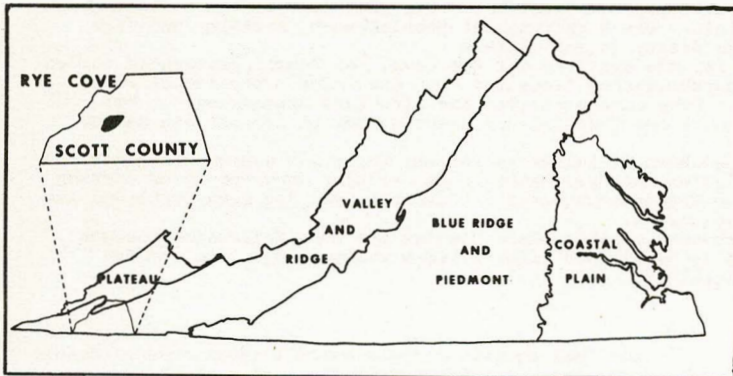 RYE COVE
SCOTT COUNTY
PLATEAU
VALLEY
AND
RIDGE
BLUE RIDGE
AND
PIEDMONT
COASTAL
PLAIN